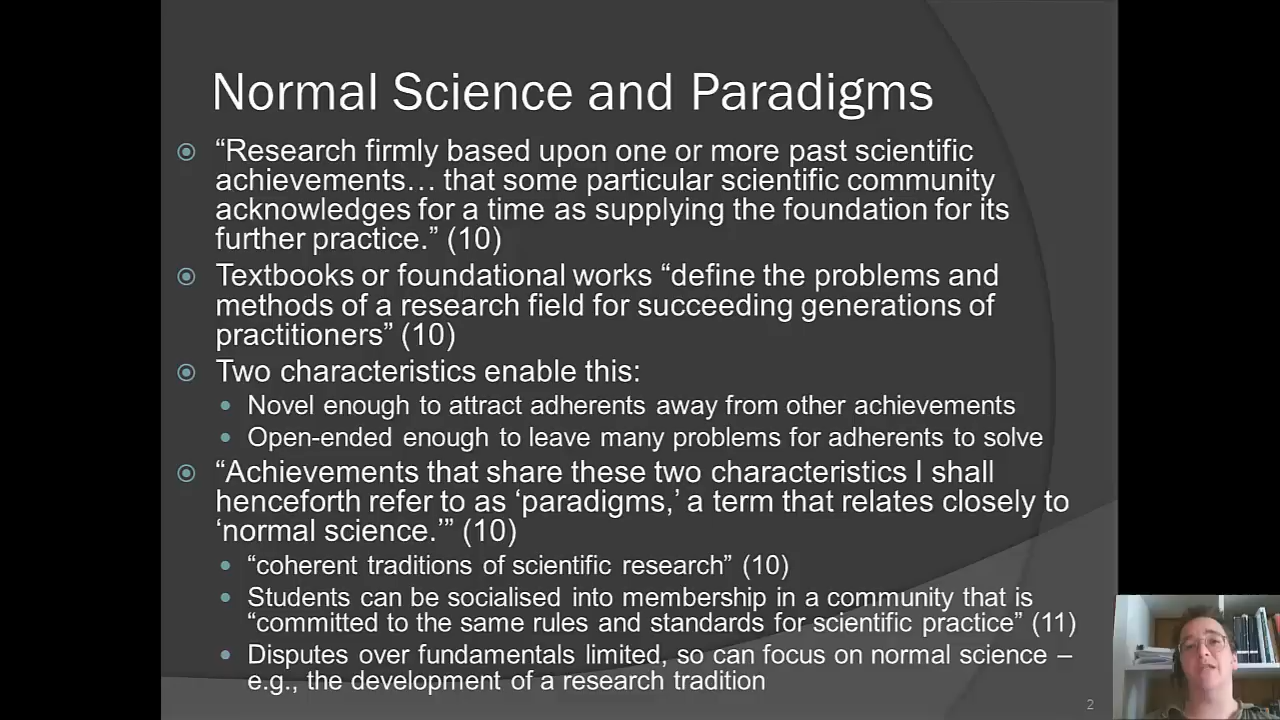 Normal Science and Paradigms
“Research firmly based upon one or more past scientific
achievements… that some particular scientific community
acknowledges for a time as supplying the foundation for its
further practice.” (10)
Textbooks or foundational works “define the problems and
methods of a research field for succeeding generations of
practitioners” (10)
Two characteristics enable this:
Novel enough to attract adherents away from other achievements
Open-ended enough to leave many problems for adherents to solve
“Achievements that share these two characteristics I shall
henceforth refer to as ‘paradigms,’ a term that relates closely to
‘normal science.’” (10)
“coherent traditions of scientific research” (10)
Students can be socialised into membership in a community that is
“committed to the same rules and standards for scientific practice” (11)
Disputes over fundamentals limited, so can focus on normal science –
e.g., the development of a research tradition
2